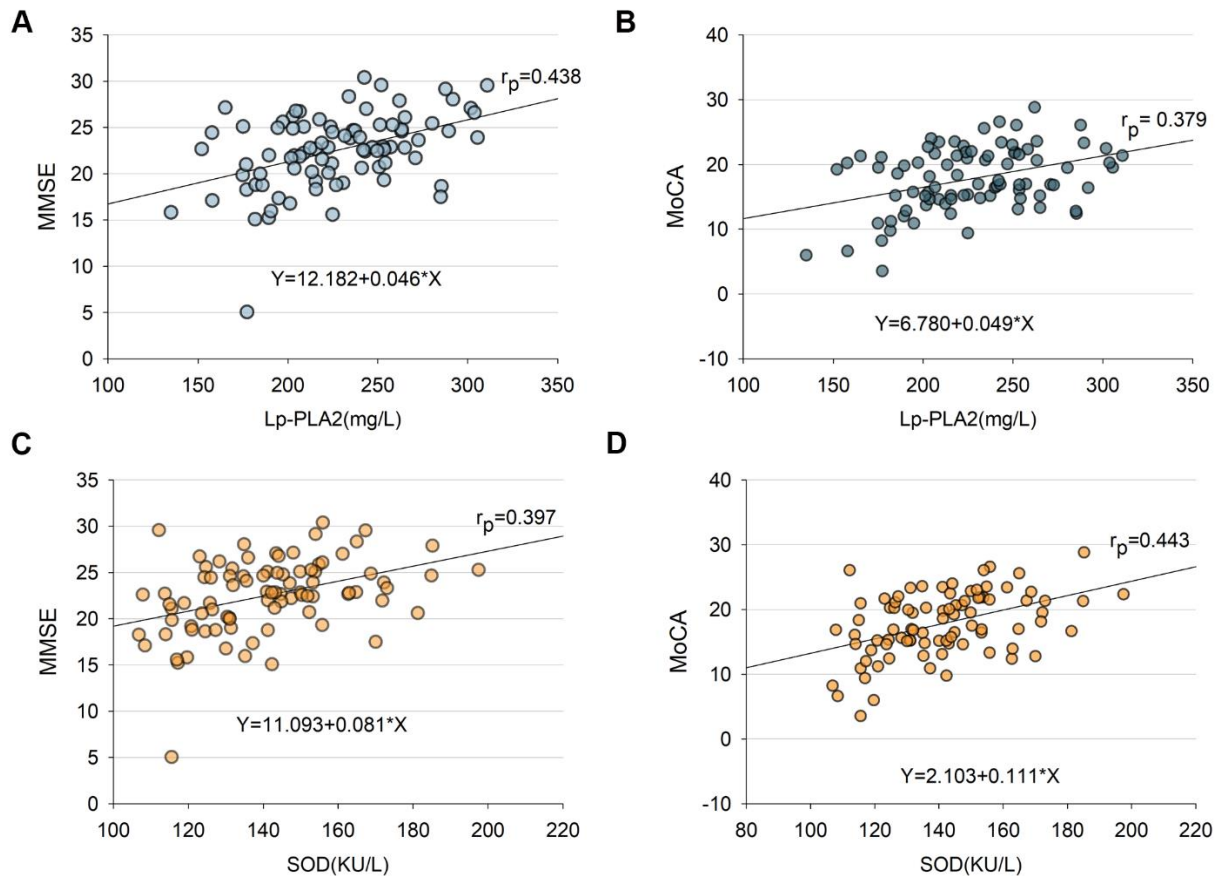 A
35
30
25
20
15
10
5
0
MMSE
rp=0.438
Y=12.182+0.046*X
100 150 200 250 300 350
Lp-PLA2(mg/L)
B
40
30
20
10
0
-10
MoCA
rp= 0.379
Y=6.780+0.049*X
100 150 200 250 300 350
Lp-PLA2(mg/L)
C
35
30
25
20
15
10
5
0
MMSE
rp=0.397
Y=11.093+0.081*X
100 120 140 160 180 200 220
SOD(KU/L)
D
40
30
20
10
0
-10
MoCA
rp=0.443
Y=2.103+0.111*X
80 100 120 140 160 180 200 220
SOD(KU/L)